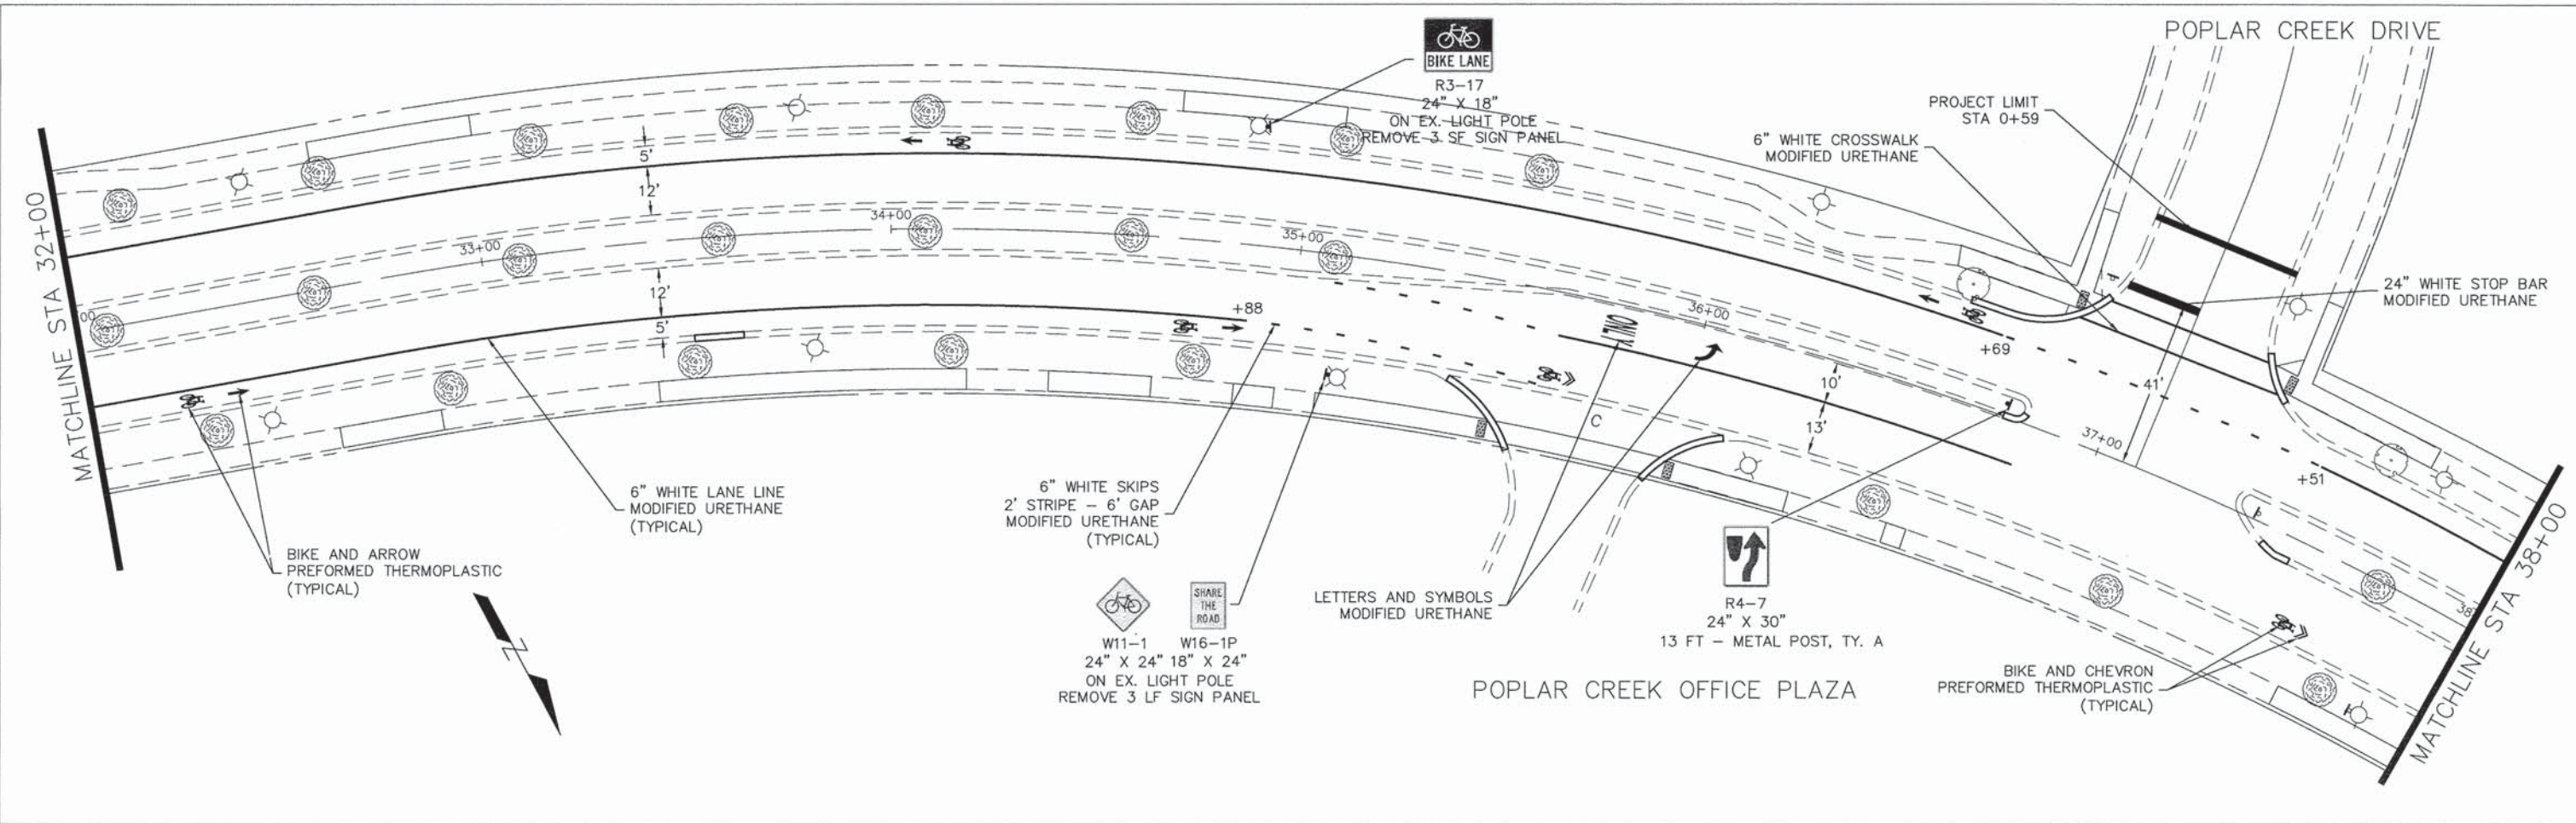 POPLAR CREEK DRIVE
BIKE LANE
R3-17
24" X 18"
ON EX. LIGHT POLE
REMOVE 3 SF SIGN PANEL
PROJECT LIMIT
STA 0+59
6" WHITE CROSSWALK
MODIFIED URETHANE
24" WHITE STOP BAR
MODIFIED URETHANE
MATCHLINE STA 32+00
5'
12'
12'
5'
00
33+00
34+00
35+00
36+00
37+00
38
+88
+69
+51
ONLY
10'
13'
41'
C
6" WHITE LANE LINE
MODIFIED URETHANE
(TYPICAL)
6" WHITE SKIPS
2' STRIPE - 6' GAP
MODIFIED URETHANE
(TYPICAL)
BIKE AND ARROW
PREFORMED THERMOPLASTIC
(TYPICAL)
Z
SHARE
THE
ROAD
W11-1 W16-1P
24" X 24" 18" X 24"
ON EX. LIGHT POLE
REMOVE 3 LF SIGN PANEL
LETTERS AND SYMBOLS
MODIFIED URETHANE
R4-7
24" X 30"
13 FT - METAL POST, TY. A
POPLAR CREEK OFFICE PLAZA
BIKE AND CHEVRON
PREFORMED THERMOPLASTIC
(TYPICAL)
MATCHLINE STA 38+00